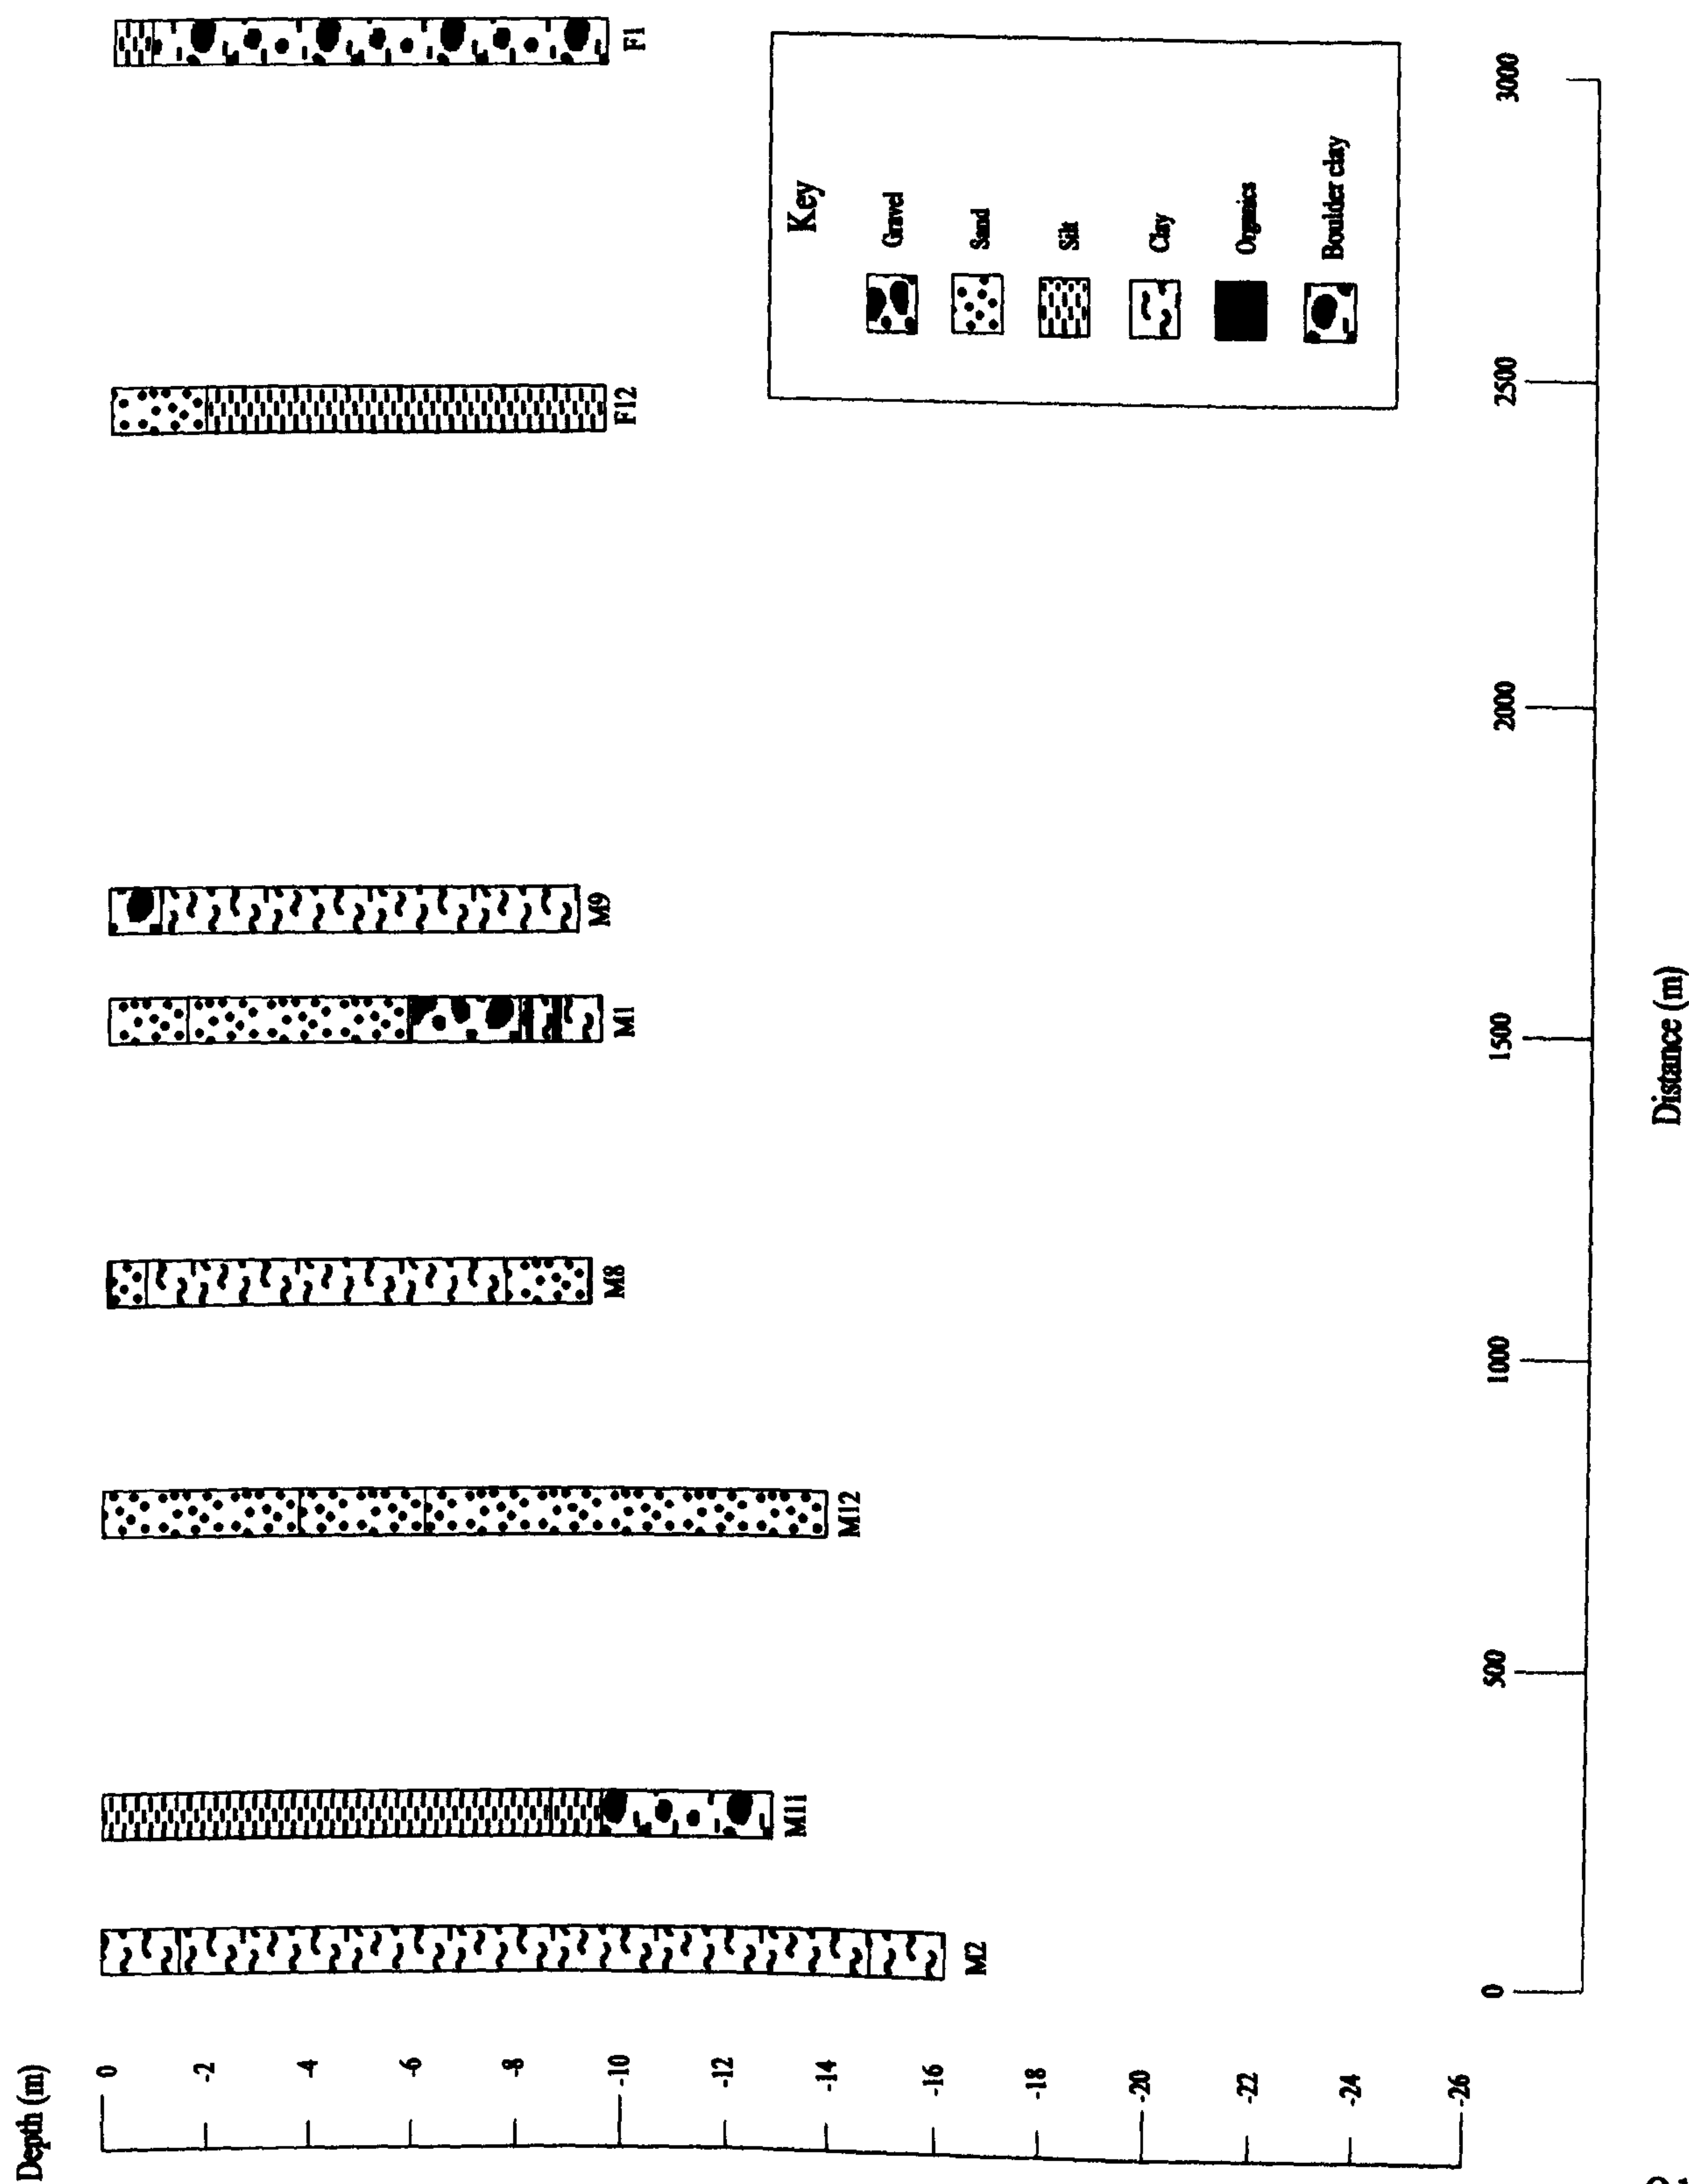 Depth (m)
0
-2
-4
-6
-8
-10
-12
-14
-16
-18
-20
-22
-24
-26
M2
M11
M12
M8
M1
M9
F12
F1
Key
Gravel
Sand
Silt
Clay
Organics
Boulder clay
0
500
1000
1500
2000
2500
3000
Distance (m)